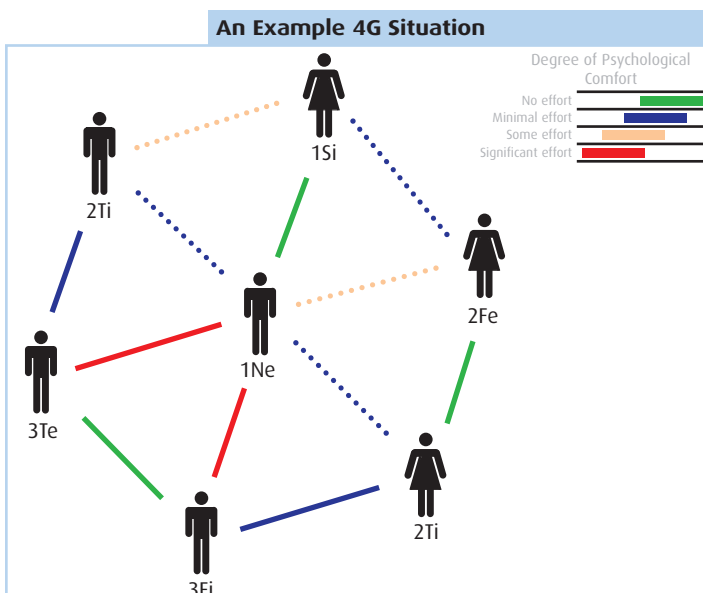 An Example 4G Situation
Degree of Psychological
Comfort
No effort
Minimal effort
Some effort
Significant effort
1Si
2Ti
2Fe
1Ne
3Te
2Ti
3Fi